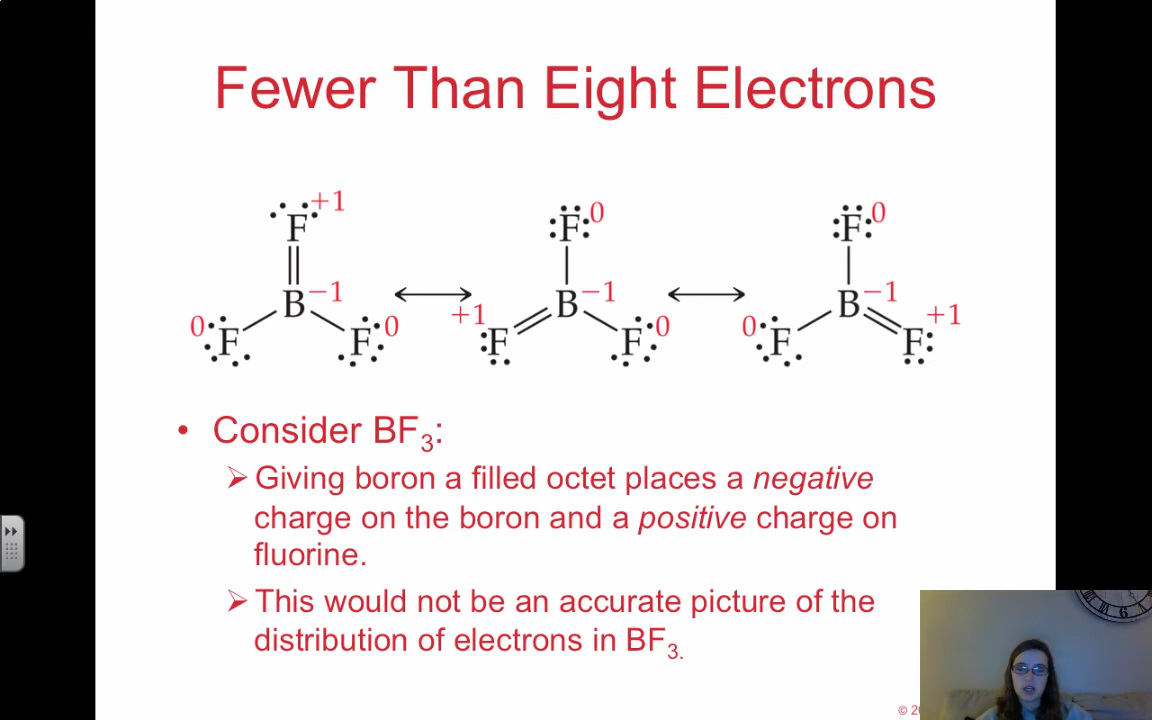 Fewer Than Eight Electrons
F +1 F 0 F 0
B −1 B −1 B −1
0 F F 0 +1 F F 0 0 F F +1
• Consider BF3:
➢ Giving boron a filled octet places a negative
charge on the boron and a positive charge on
fluorine.
➢ This would not be an accurate picture of the
distribution of electrons in BF3.
©
6